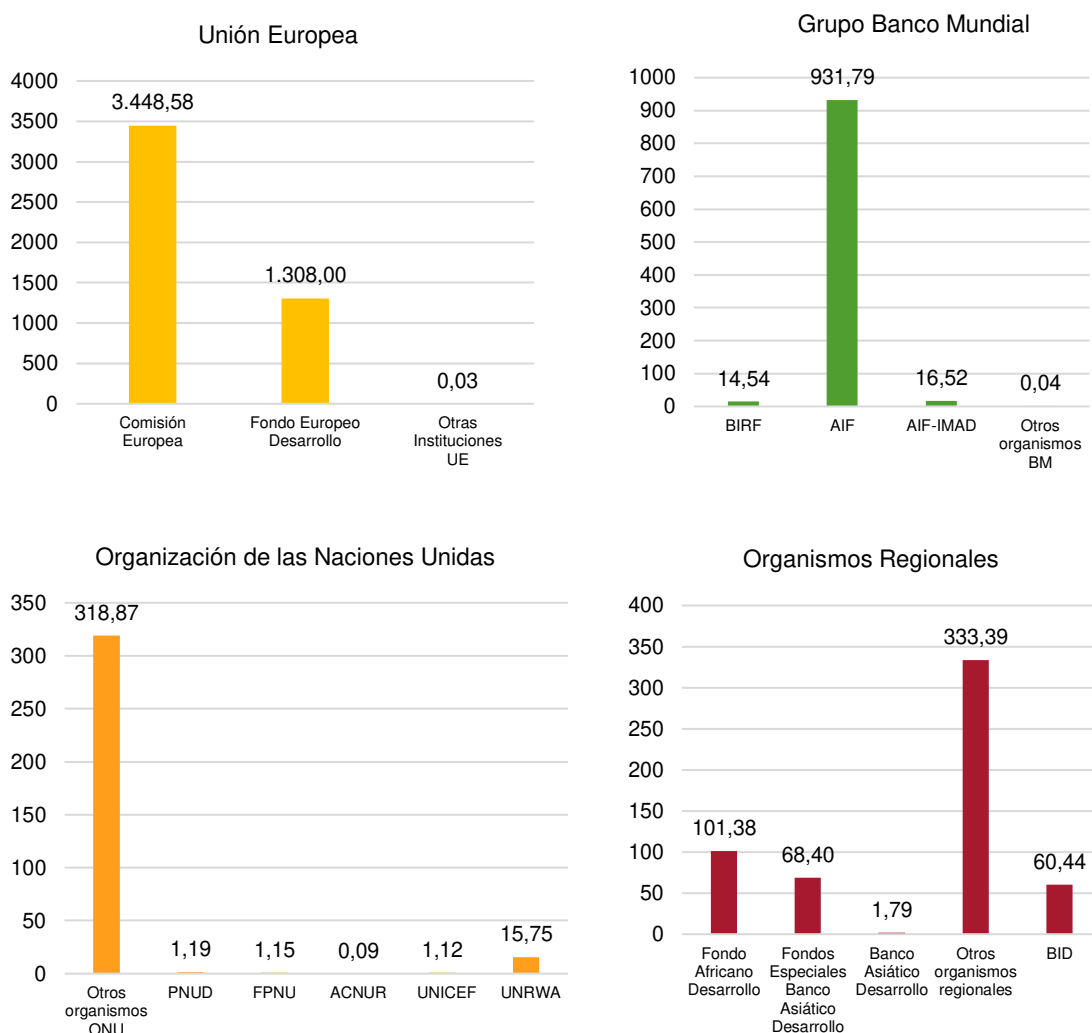 Unión Europea
4000
3500
3000
2500
2000
1500
1000
500
0
3.448,58
1.308,00
0,03
Comisión
Europea
Fondo Europeo
Desarrollo
Otras
Instituciones
UE
Grupo Banco Mundial
1000
900
800
700
600
500
400
300
200
100
0
931,79
14,54
16,52
0,04
BIRF
AIF
AIF-IMAD
Otros
organismos
BM
Organización de las Naciones Unidas
350
300
250
200
150
100
50
0
318,87
1,19
1,15
0,09
1,12
15,75
Otros
organismos
ONU
PNUD
FPNU
ACNUR
UNICEF
UNRWA
Organismos Regionales
400
350
300
250
200
150
100
50
0
101,38
68,40
1,79
333,39
60,44
Fondo
Africano
Desarrollo
Fondos
Especiales
Banco
Asiático
Desarrollo
Banco
Asiático
Desarrollo
Otros
organismos
regionales
BID